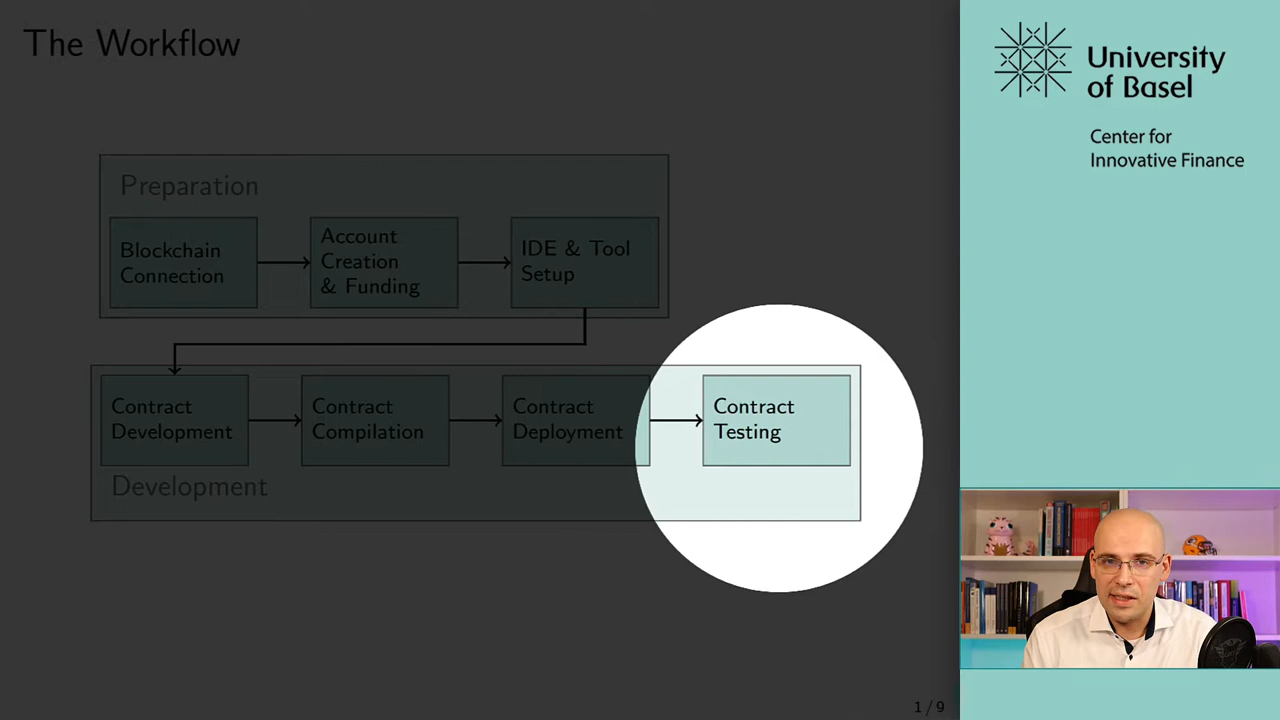 The Workflow
Preparation
Blockchain
Connection
Account
Creation
& Funding
IDE & Tool
Setup
Contract
Development
Contract
Compilation
Contract
Deployment
Contract
Testing
Development
1 / 9
University
of Basel
Center for
Innovative Finance